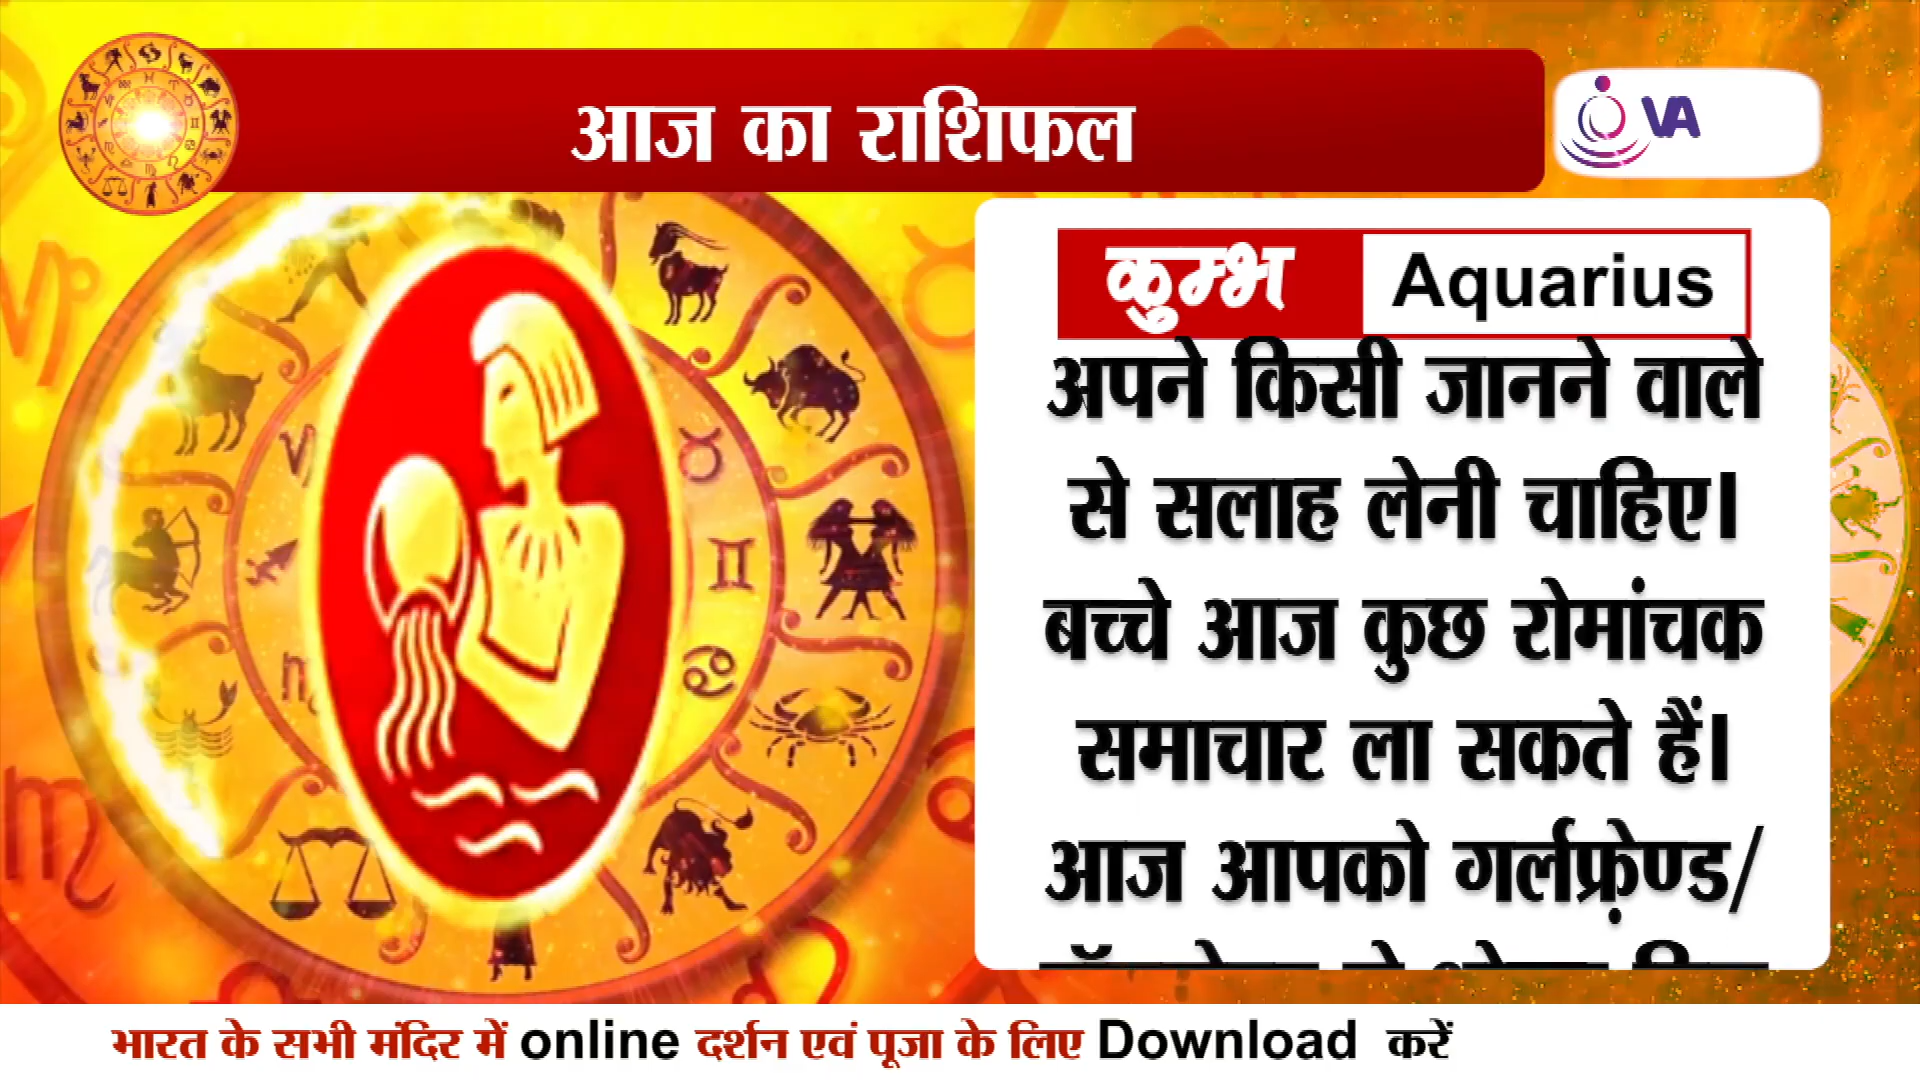 आज का राशिफल
VA
कुम्भ Aquarius
अपने किसी जानने वाले
से सलाह लेनी चाहिए।
बच्चे आज कुछ रोमांचक
समाचार ला सकते हैं।
आज आपको गर्लफ़्रेण्ड/
भारत के सभी मंदिर में online दर्शन एवं पूजा के लिए Download करें